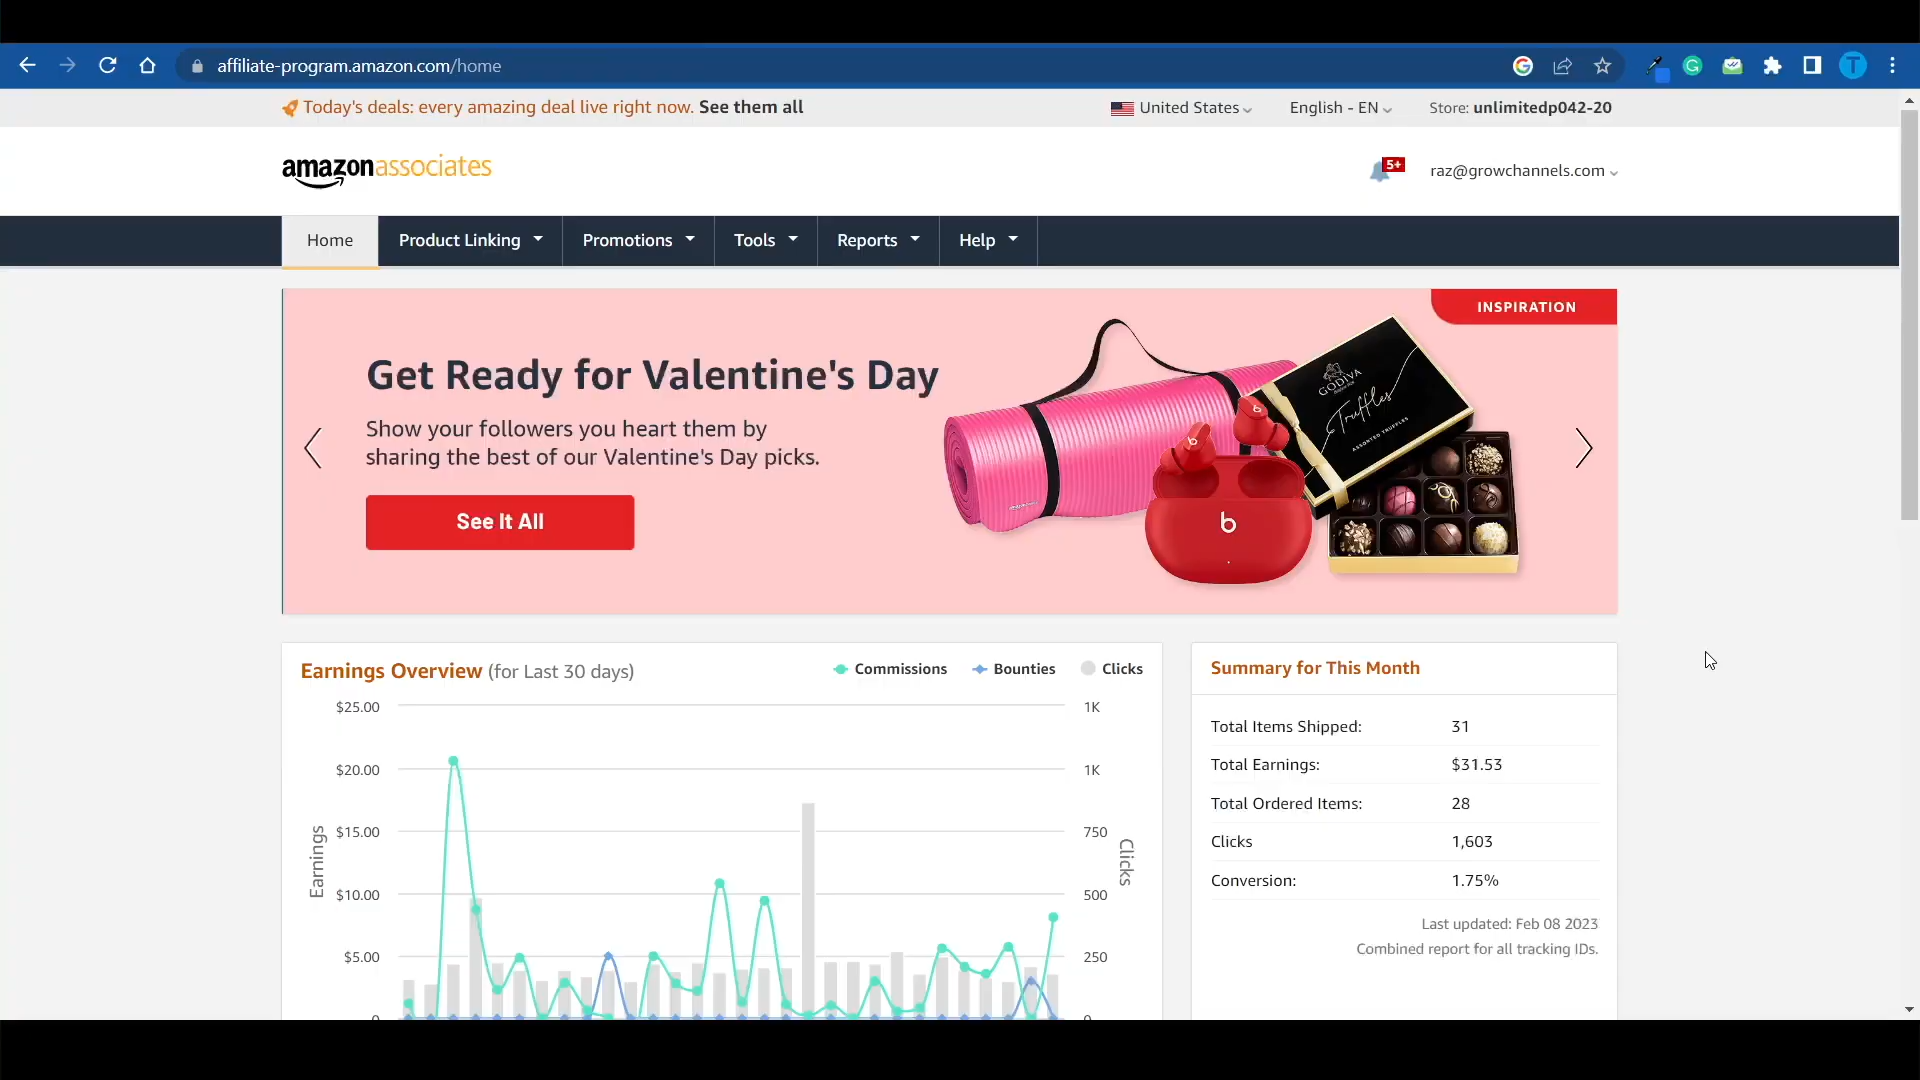 affiliate-program.amazon.com/home
T
Today's deals: every amazing deal live right now. See them all
United States
English - EN
Store: unlimitedp042-20
amazonassociates
5+
raz@growchannels.com
Home
Product Linking
Promotions
Tools
Reports
Help
INSPIRATION
Get Ready for Valentine's Day
Show your followers you heart them by
sharing the best of our Valentine's Day picks.
See It All
GODIVA
Truffles
ASSORTED TRUFFLES
b
Earnings Overview (for Last 30 days)
Commissions
Bounties
Clicks
Summary for This Month
$25.00
1K
$20.00
1K
$15.00
750
$10.00
500
$5.00
250
0
0
Earnings
Clicks
Total Items Shipped: 31
Total Earnings: $31.53
Total Ordered Items: 28
Clicks 1,603
Conversion: 1.75%
Last updated: Feb 08 2023
Combined report for all tracking IDs.